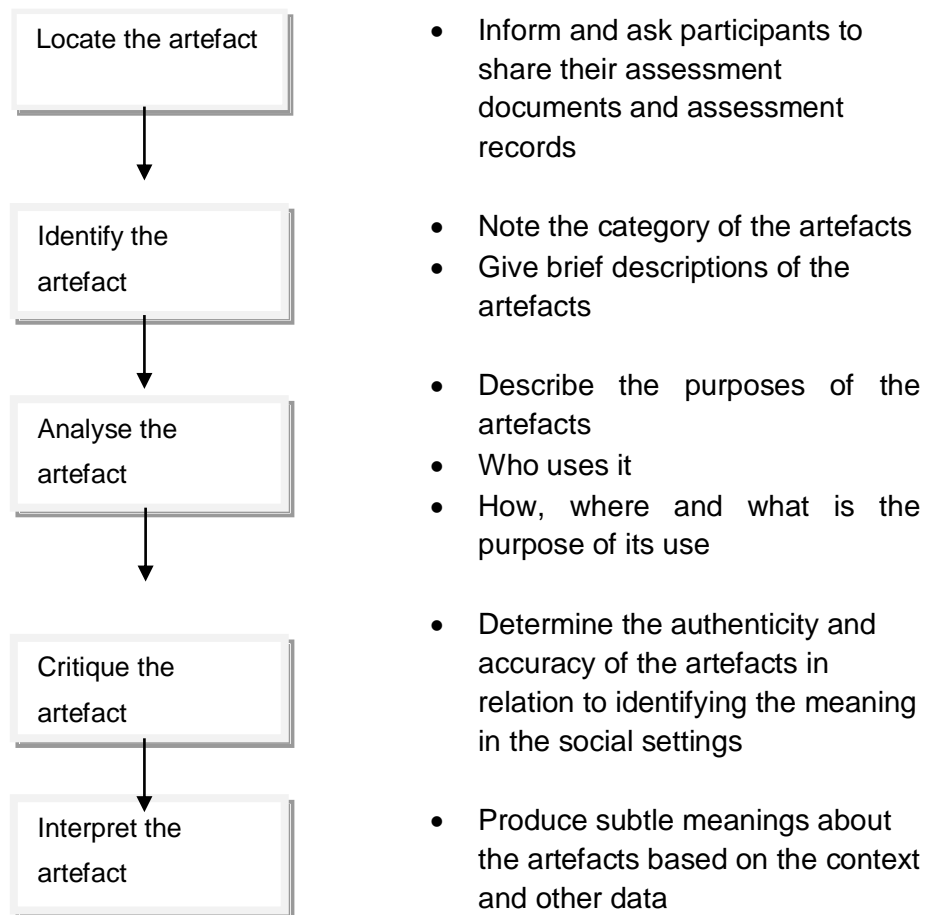 Locate the artefact
• Inform and ask participants to
share their assessment
documents and assessment
records
Identify the
artefact
• Note the category of the artefacts
• Give brief descriptions of the
artefacts
Analyse the
artefact
• Describe the purposes of the
artefacts
• Who uses it
• How, where and what is the
purpose of its use
Critique the
artefact
• Determine the authenticity and
accuracy of the artefacts in
relation to identifying the meaning
in the social settings
Interpret the
artefact
• Produce subtle meanings about
the artefacts based on the context
and other data